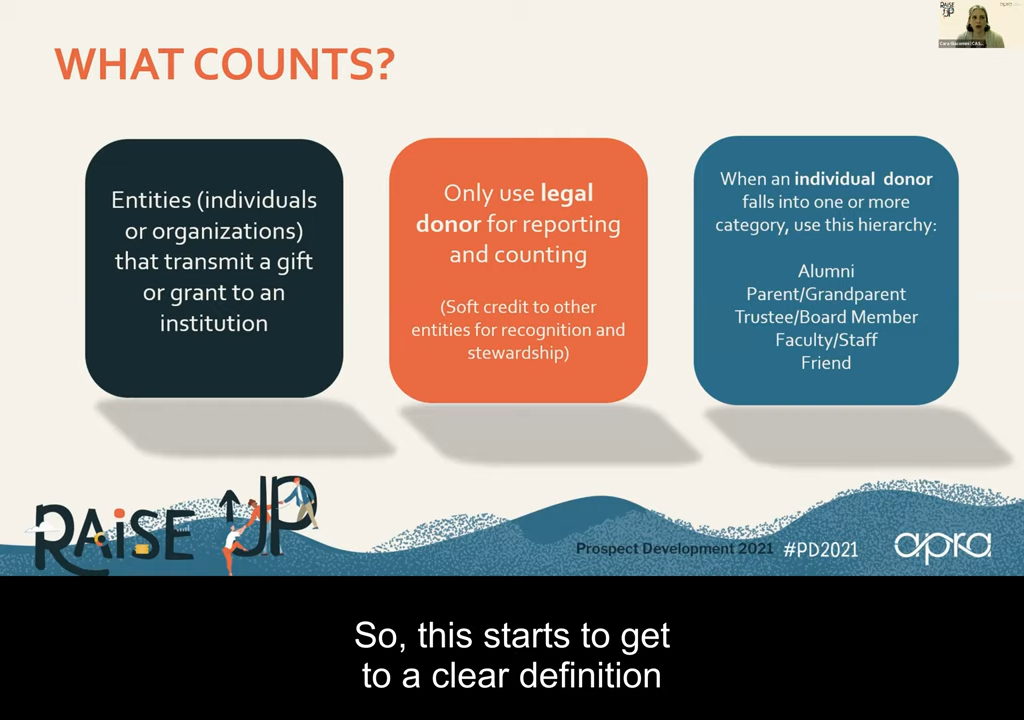 WHAT COUNTS?
Entities (individuals
or organizations)
that transmit a gift
or grant to an
institution
Only use legal
donor for reporting
and counting
(Soft credit to other
entities for recognition and
stewardship)
When an individual donor
falls into one or more
category, use this hierarchy:
Alumni
Parent/Grandparent
Trustee/Board Member
Faculty/Staff
Friend
RAiSE UP
Prospect Development 2021 #PD2021
apra
So, this starts to get
to a clear definition